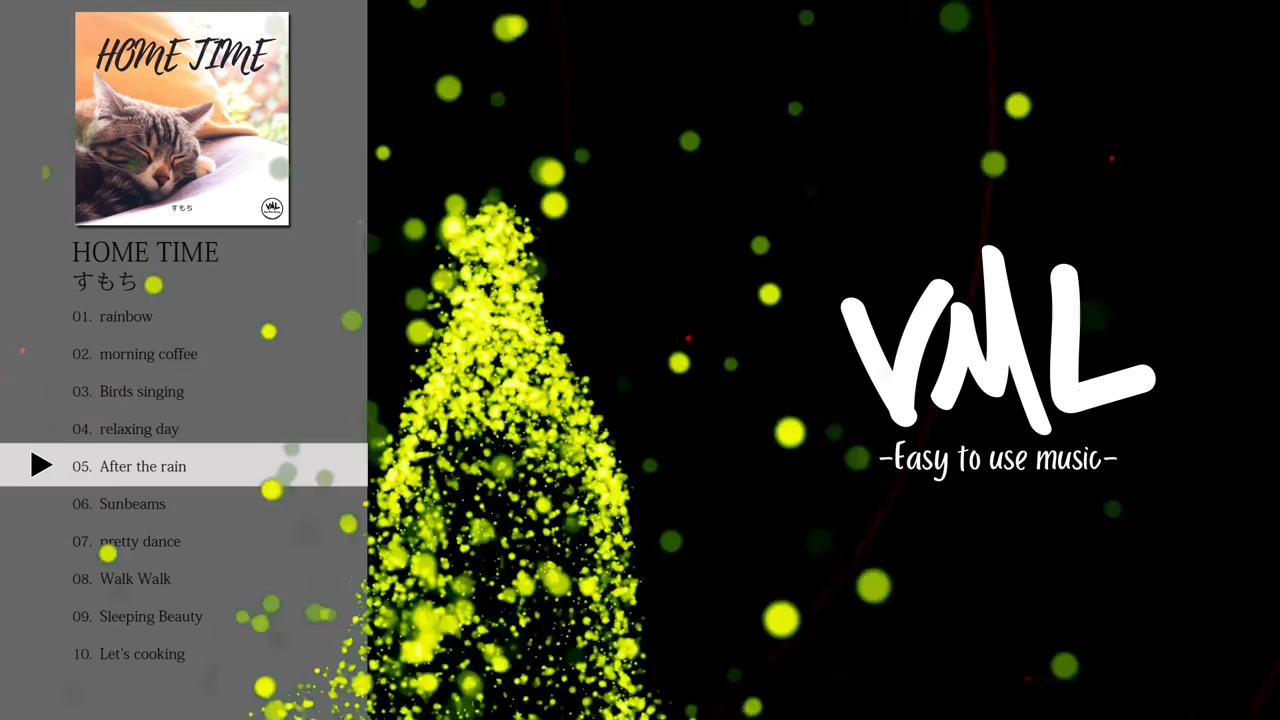 HOME TIME
すもち
VML
HOME TIME
すもち
01. rainbow
02. morning coffee
03. Birds singing
04. relaxing day
05. After the rain
06. Sunbeams
07. pretty dance
08. Walk Walk
09. Sleeping Beauty
10. Let's cooking
VML
-Easy to use music-